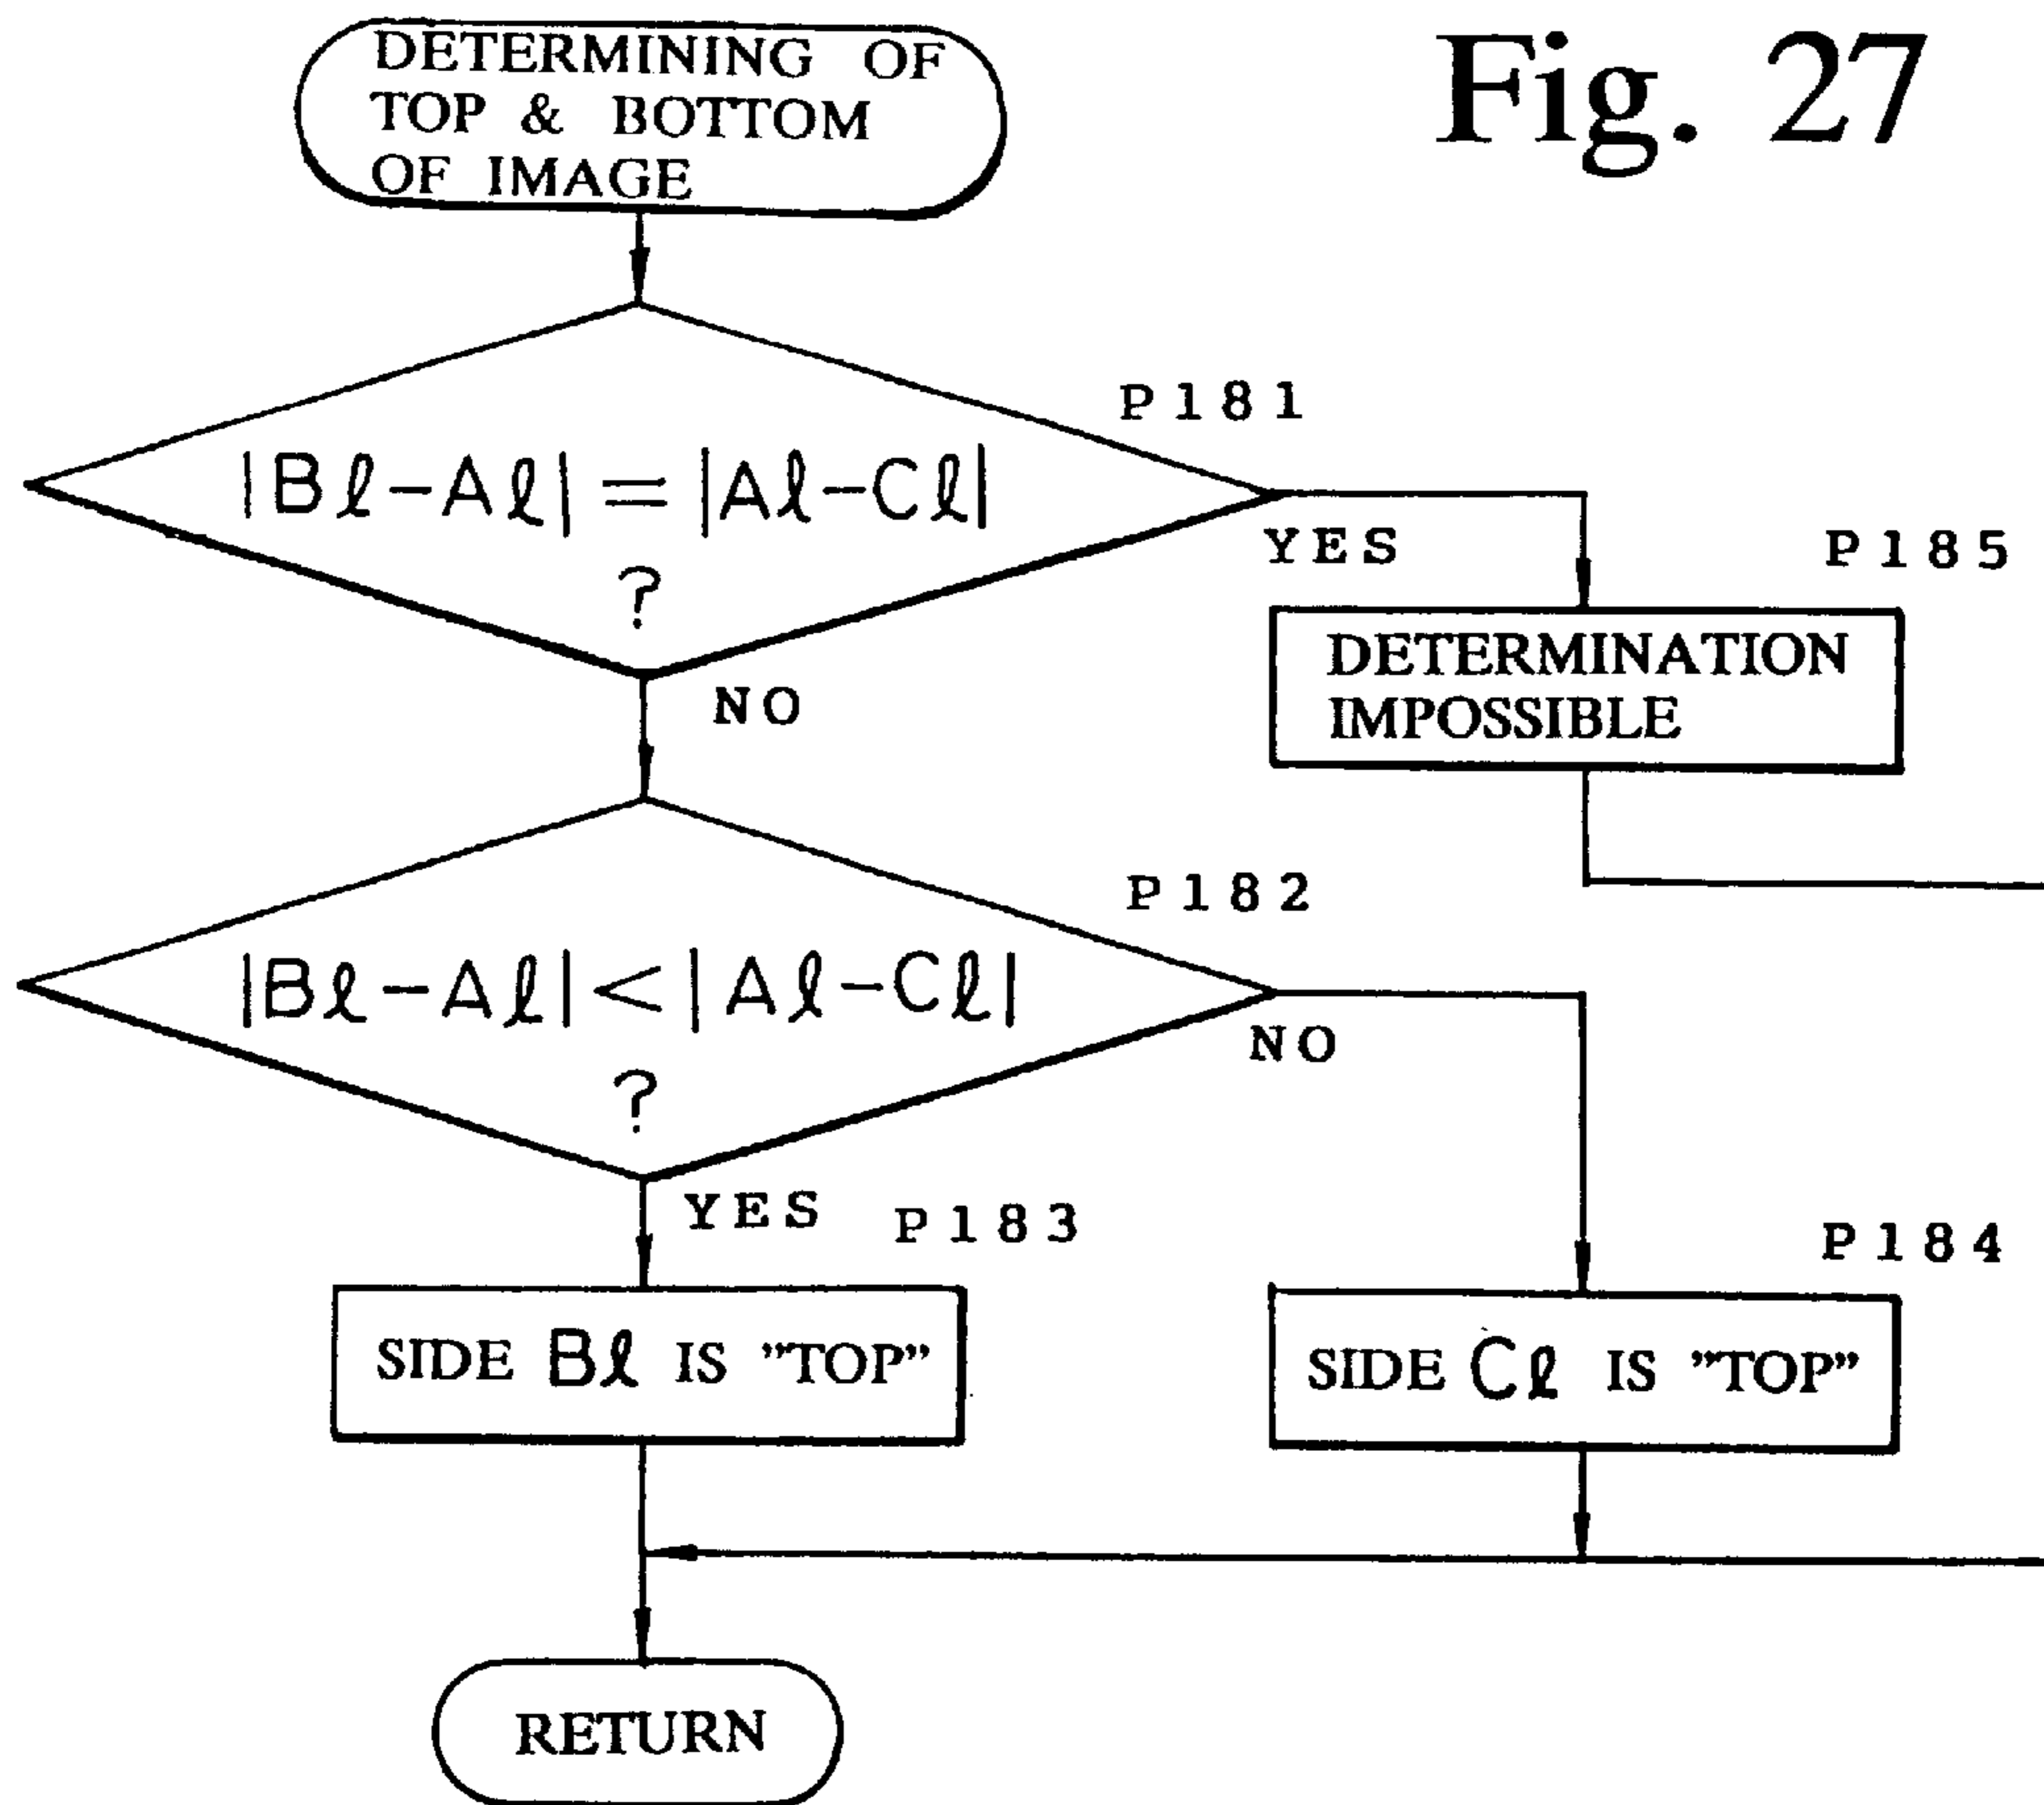 Fig. 27
DETERMINING OF
TOP & BOTTOM
OF IMAGE
P181
|Bℓ-Aℓ| = |Aℓ-Cℓ|
?
YES
NO
P185
DETERMINATION
IMPOSSIBLE
P182
|Bℓ-Aℓ| < |Aℓ-Cℓ|
?
NO
YES
P183
SIDE Bℓ IS ”TOP”
P184
SIDE Cℓ IS ”TOP”
RETURN